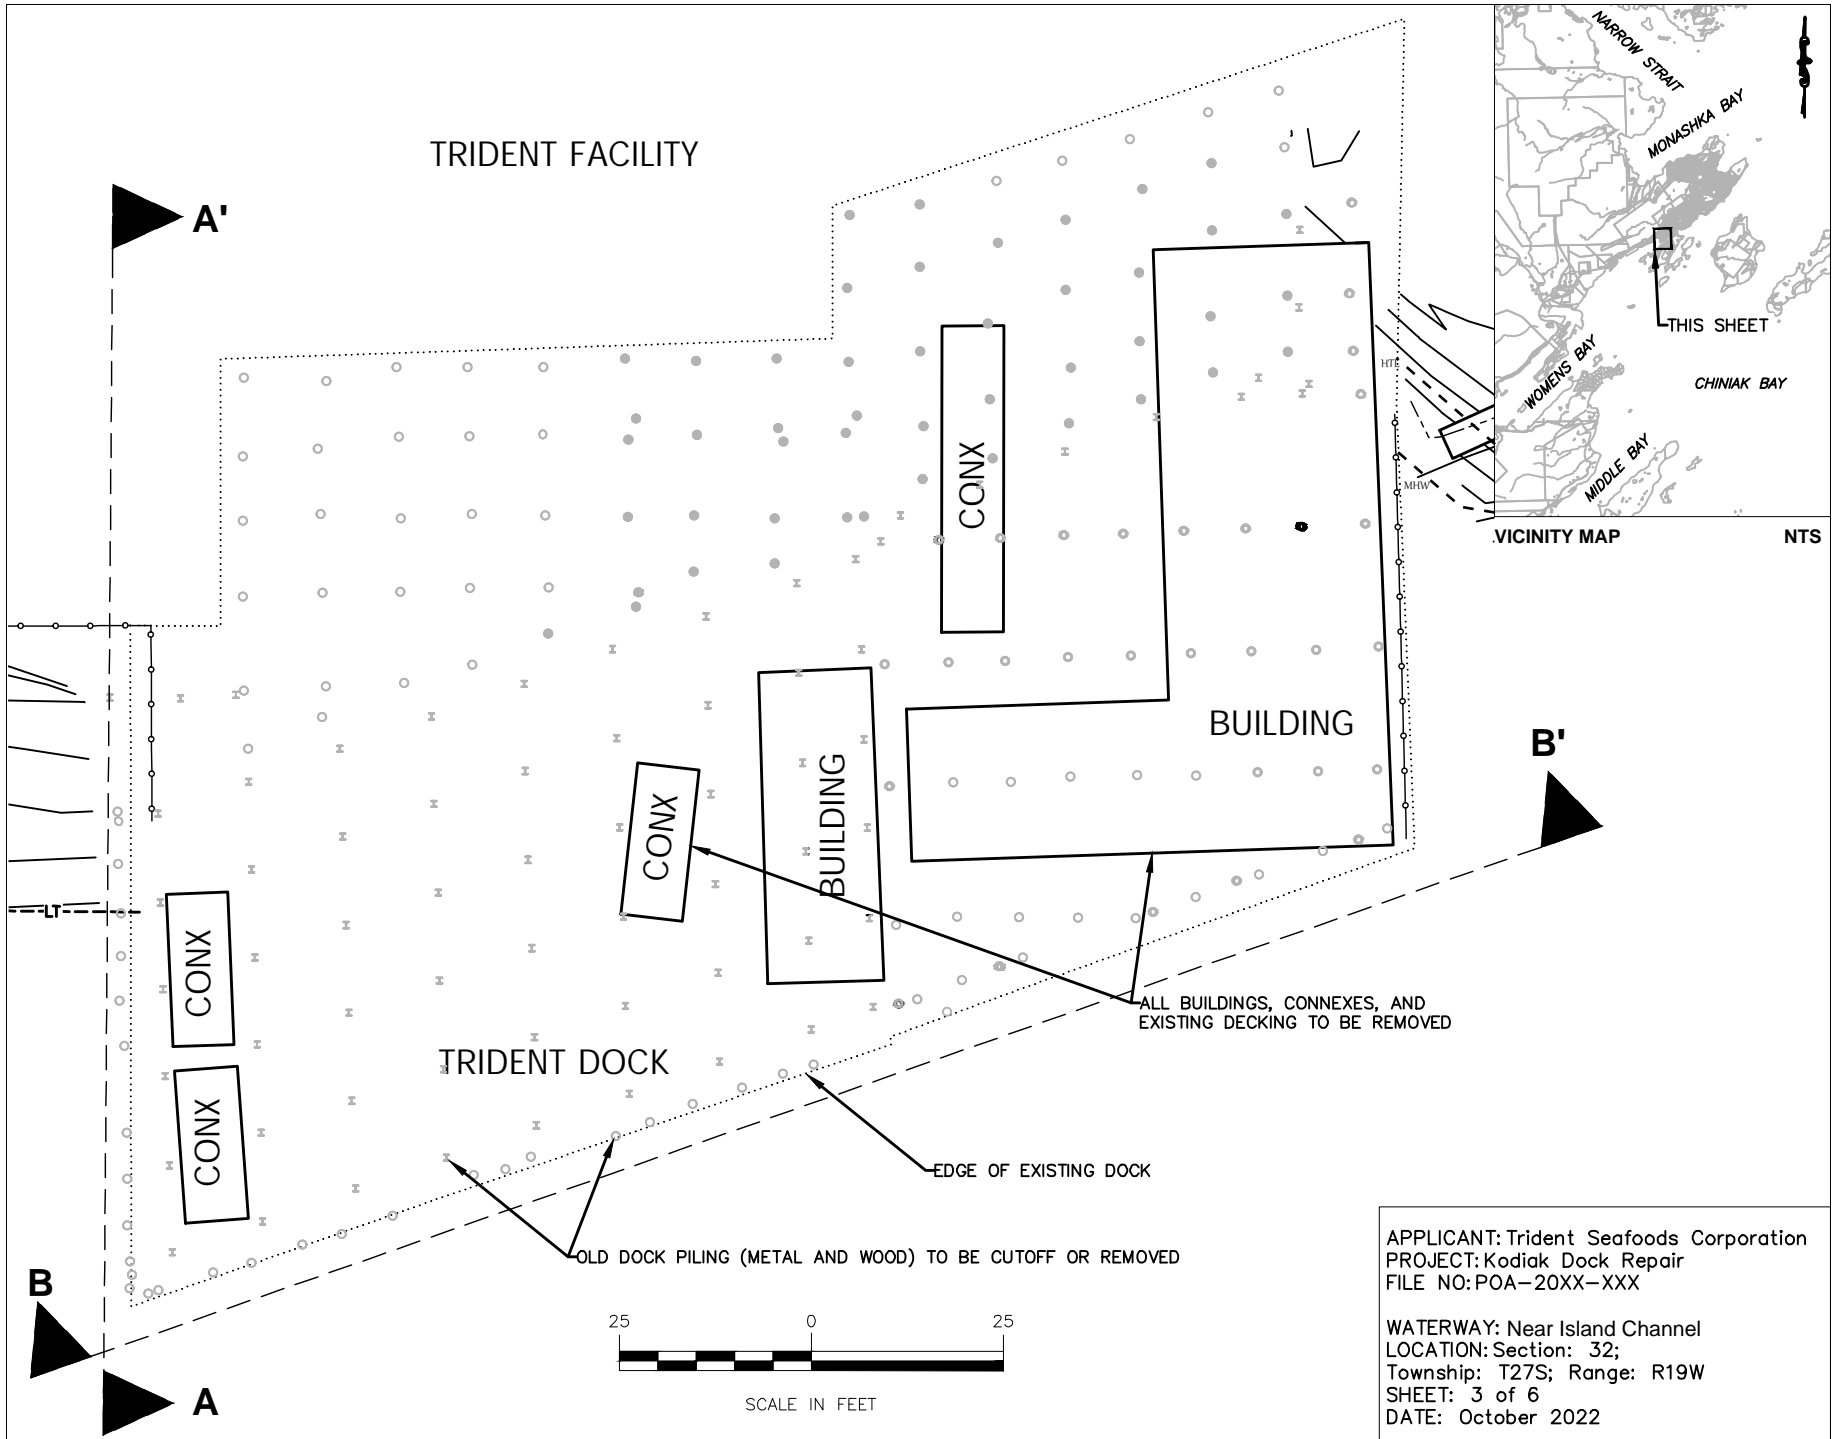 TRIDENT FACILITY
A'
NARROW STRAIT
MONASHKA BAY
THIS SHEET
WOMENS BAY
CHINIAK BAY
MIDDLE BAY
VICINITY MAP
NTS
HTL
MHW
CONX
BUILDING
BUILDING
CONX
B'
LT
CONX
CONX
ALL BUILDINGS, CONNEXES, AND
EXISTING DECKING TO BE REMOVED
TRIDENT DOCK
EDGE OF EXISTING DOCK
OLD DOCK PILING (METAL AND WOOD) TO BE CUTOFF OR REMOVED
B
A
25 0 25
SCALE IN FEET
APPLICANT: Trident Seafoods Corporation
PROJECT: Kodiak Dock Repair
FILE NO: POA-20XX-XXX
WATERWAY: Near Island Channel
LOCATION: Section: 32;
Township: T27S; Range: R19W
SHEET: 3 of 6
DATE: October 2022